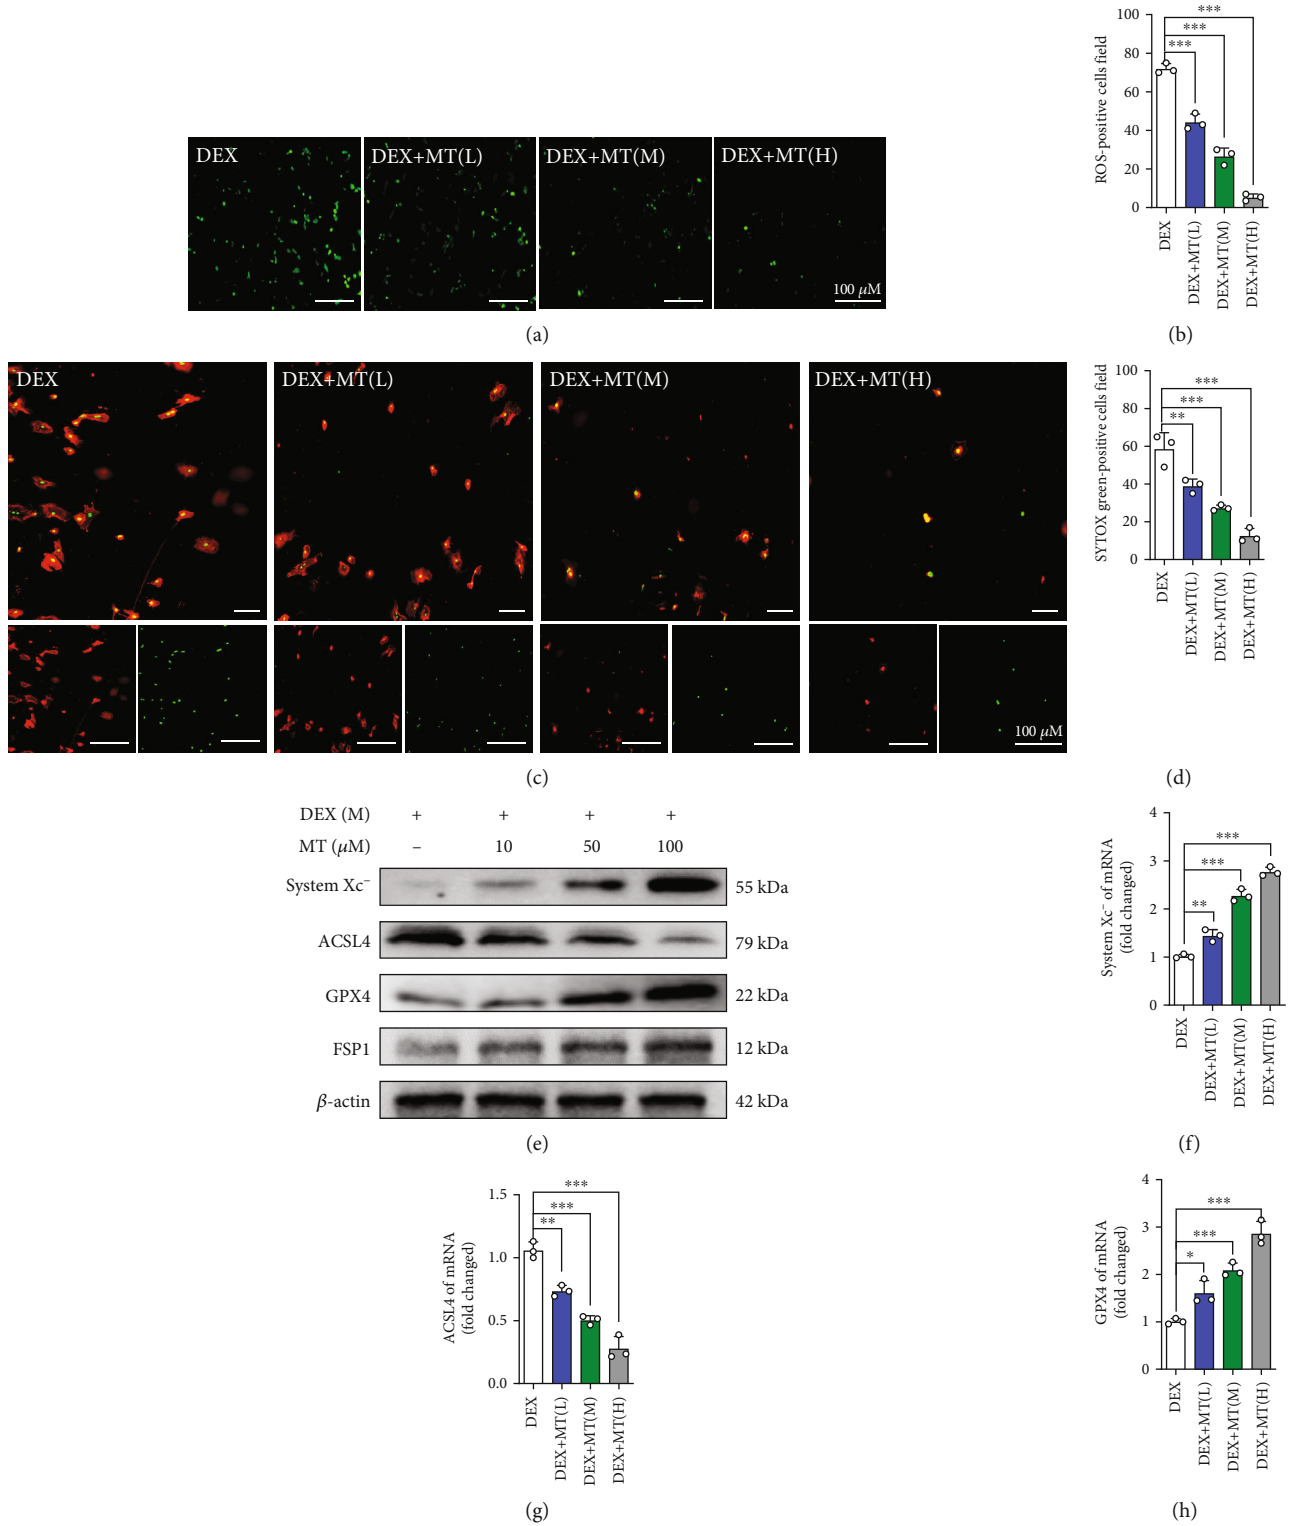 DEX
DEX+MT(L)
DEX+MT(M)
DEX+MT(H)
100 μM
(a)
ROS-positive cells field
100
80
60
40
20
0
***
***
***
DEX
DEX+MT(L)
DEX+MT(M)
DEX+MT(H)
(b)
DEX
DEX+MT(L)
DEX+MT(M)
DEX+MT(H)
100 μM
(c)
SYTOX green-positive cells field
100
80
60
40
20
0
***
***
**
DEX
DEX+MT(L)
DEX+MT(M)
DEX+MT(H)
(d)
DEX (M) + + + +
MT (μM) – 10 50 100
System Xc⁻ 55 kDa
ACSL4 79 kDa
GPX4 22 kDa
FSP1 12 kDa
β-actin 42 kDa
(e)
System Xc⁻ of mRNA
(fold changed)
4
3
2
1
0
***
***
**
DEX
DEX+MT(L)
DEX+MT(M)
DEX+MT(H)
(f)
ACSL4 of mRNA
(fold changed)
1.5
1.0
0.5
0.0
***
***
**
DEX
DEX+MT(L)
DEX+MT(M)
DEX+MT(H)
(g)
GPX4 of mRNA
(fold changed)
4
3
2
1
0
***
***
*
DEX
DEX+MT(L)
DEX+MT(M)
DEX+MT(H)
(h)